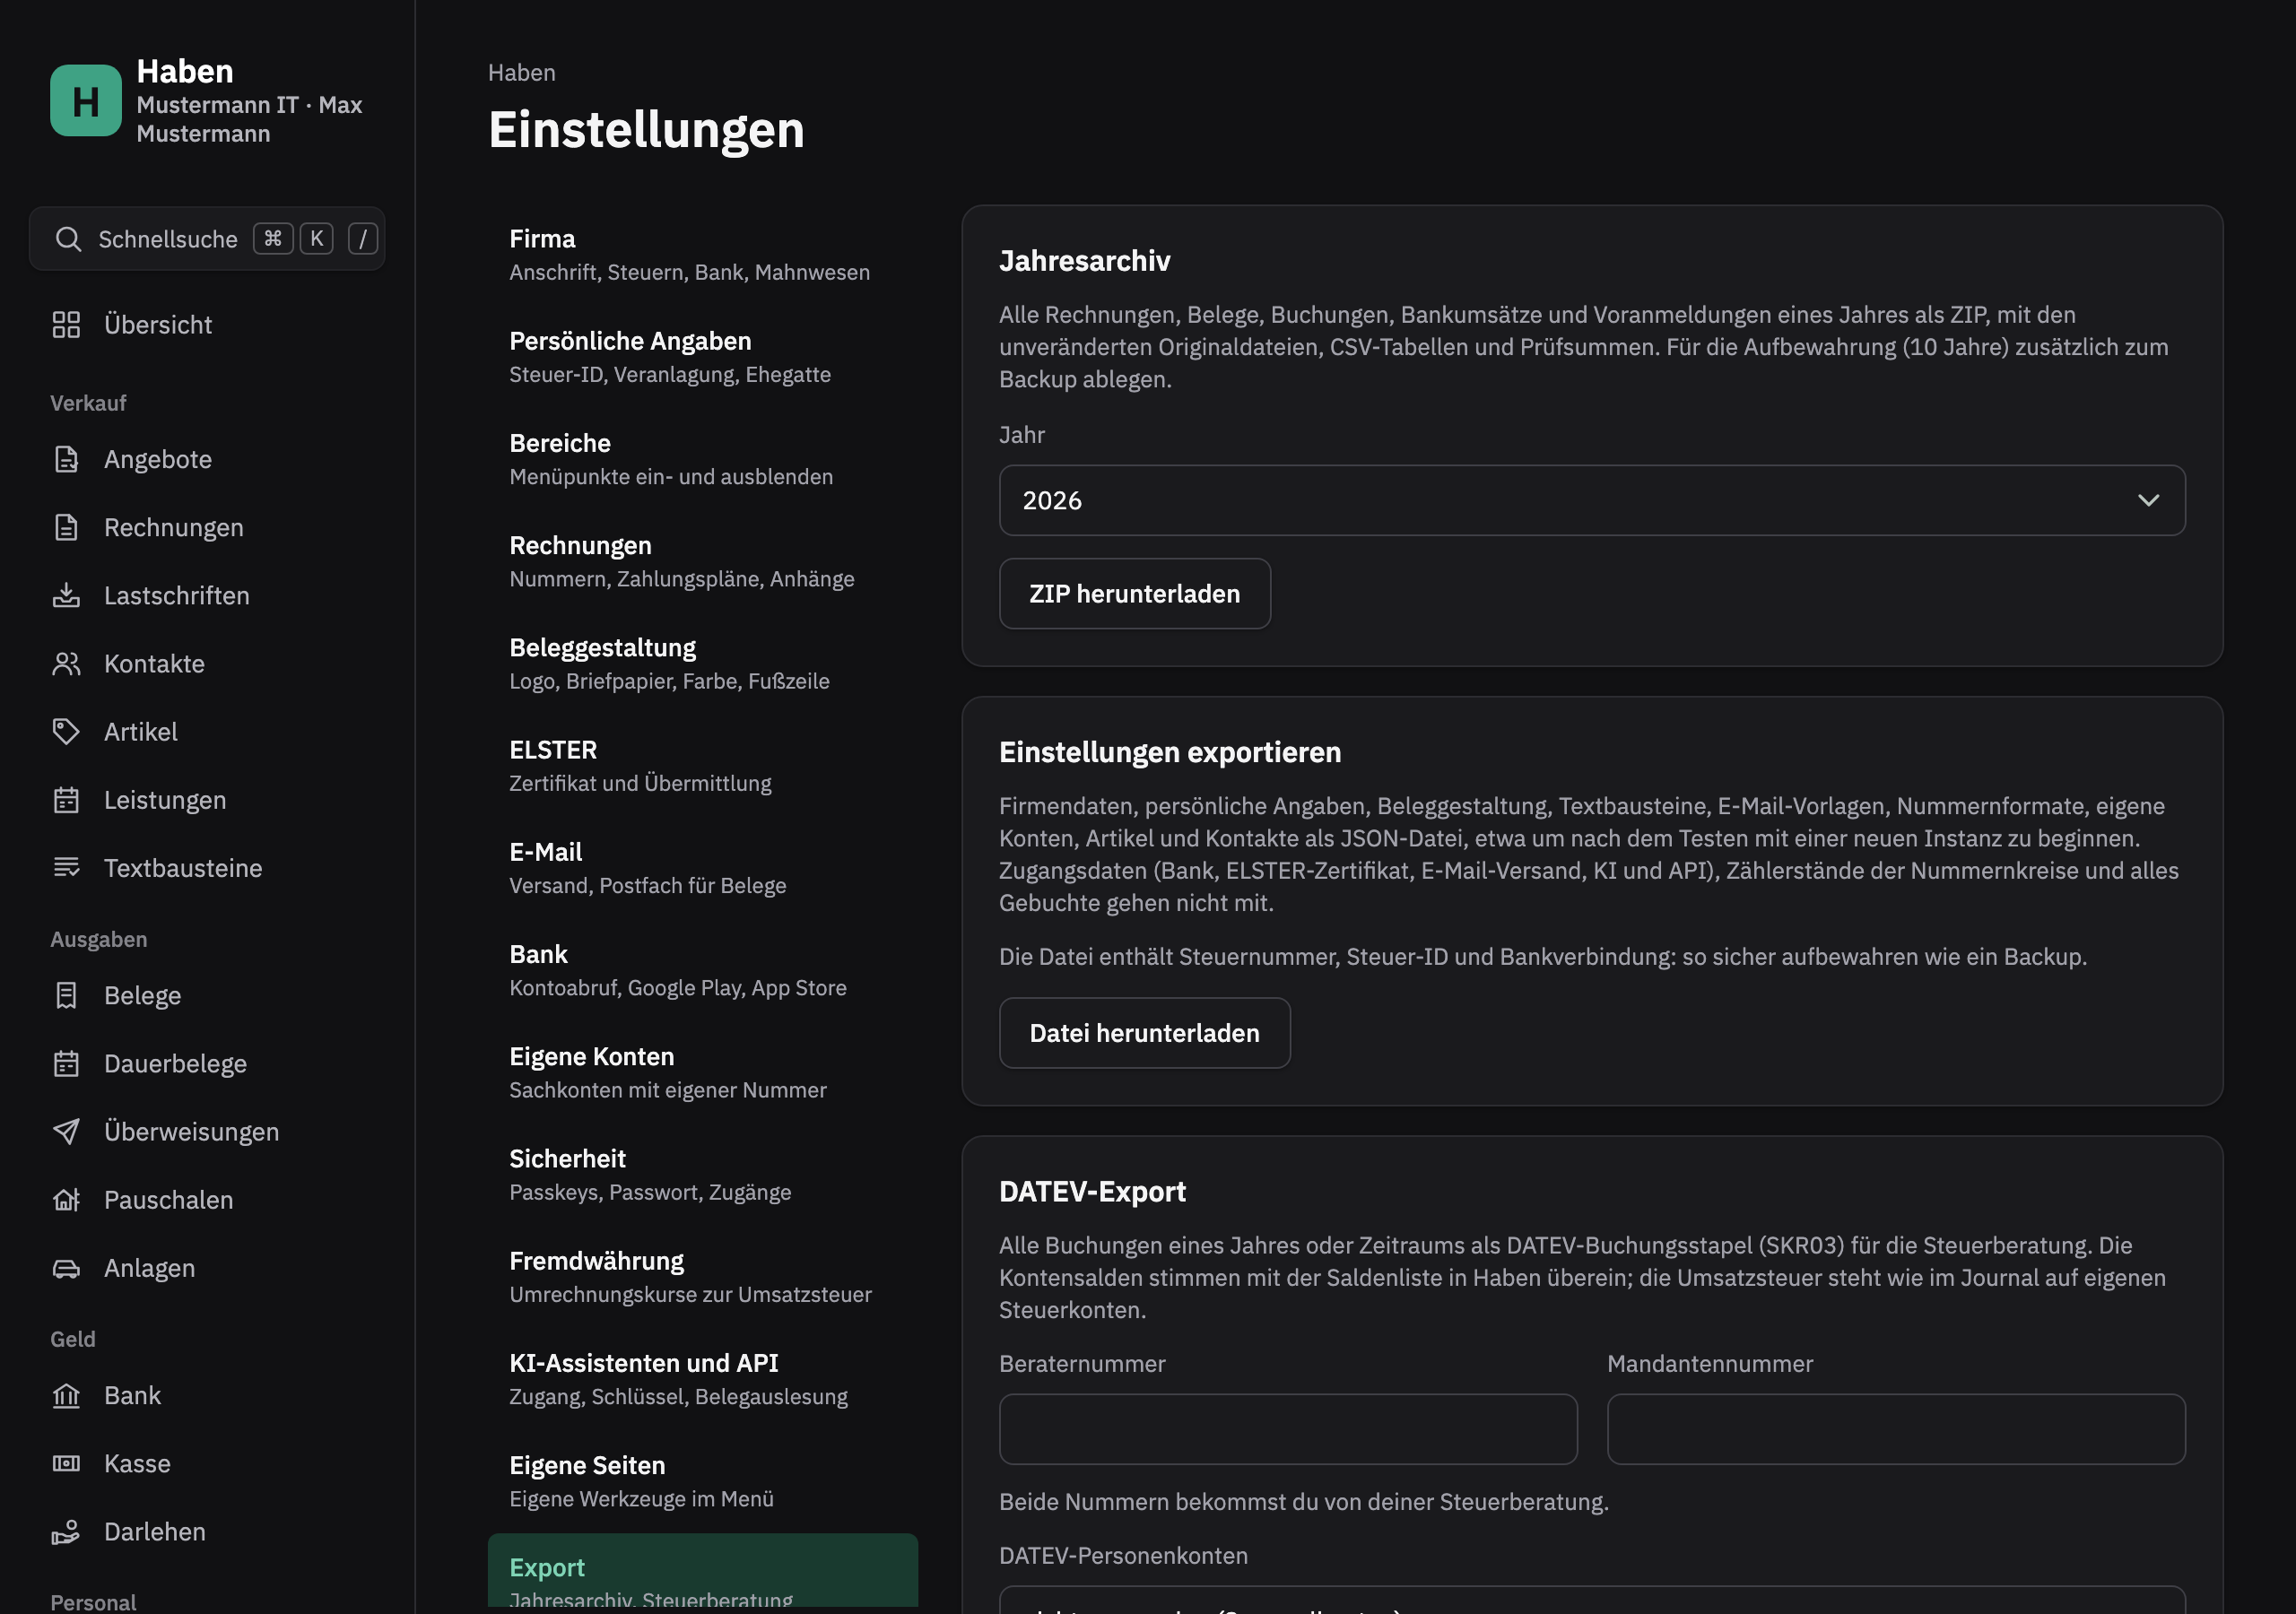 Haben
Mustermann IT · Max
Mustermann
Schnellsuche ⌘ K /
Übersicht
Verkauf
Angebote
Rechnungen
Lastschriften
Kontakte
Artikel
Leistungen
Textbausteine
Ausgaben
Belege
Dauerbelege
Überweisungen
Pauschalen
Anlagen
Geld
Bank
Kasse
Darlehen
Personal
Haben
Einstellungen
Firma
Anschrift, Steuern, Bank, Mahnwesen
Persönliche Angaben
Steuer-ID, Veranlagung, Ehegatte
Bereiche
Menüpunkte ein- und ausblenden
Rechnungen
Nummern, Zahlungspläne, Anhänge
Beleggestaltung
Logo, Briefpapier, Farbe, Fußzeile
ELSTER
Zertifikat und Übermittlung
E-Mail
Versand, Postfach für Belege
Bank
Kontoabruf, Google Play, App Store
Eigene Konten
Sachkonten mit eigener Nummer
Sicherheit
Passkeys, Passwort, Zugänge
Fremdwährung
Umrechnungskurse zur Umsatzsteuer
KI-Assistenten und API
Zugang, Schlüssel, Belegauslesung
Eigene Seiten
Eigene Werkzeuge im Menü
Export
Jahresarchiv, Steuerberatung
Jahresarchiv
Alle Rechnungen, Belege, Buchungen, Bankumsätze und Voranmeldungen eines Jahres als ZIP, mit den
unveränderten Originaldateien, CSV-Tabellen und Prüfsummen. Für die Aufbewahrung (10 Jahre) zusätzlich zum
Backup ablegen.
Jahr
2026
ZIP herunterladen
Einstellungen exportieren
Firmendaten, persönliche Angaben, Beleggestaltung, Textbausteine, E-Mail-Vorlagen, Nummernformate, eigene
Konten, Artikel und Kontakte als JSON-Datei, etwa um nach dem Testen mit einer neuen Instanz zu beginnen.
Zugangsdaten (Bank, ELSTER-Zertifikat, E-Mail-Versand, KI und API), Zählerstände der Nummernkreise und alles
Gebuchte gehen nicht mit.
Die Datei enthält Steuernummer, Steuer-ID und Bankverbindung: so sicher aufbewahren wie ein Backup.
Datei herunterladen
DATEV-Export
Alle Buchungen eines Jahres oder Zeitraums als DATEV-Buchungsstapel (SKR03) für die Steuerberatung. Die
Kontensalden stimmen mit der Saldenliste in Haben überein; die Umsatzsteuer steht wie im Journal auf eigenen
Steuerkonten.
Beraternummer
Mandantennummer
Beide Nummern bekommst du von deiner Steuerberatung.
DATEV-Personenkonten